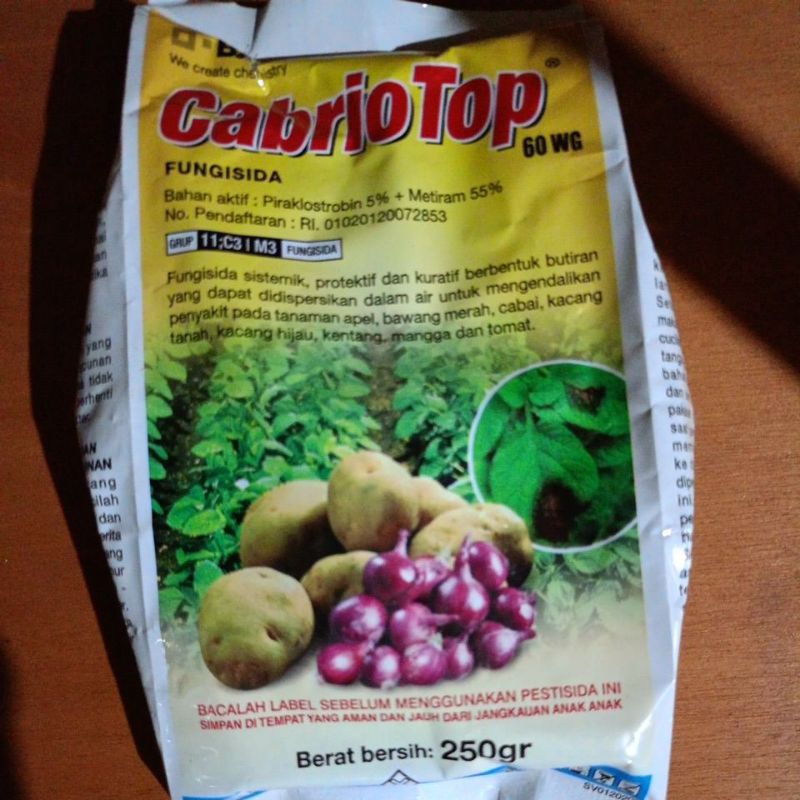 We create chemistry
Cabrio Top®
60 WG
FUNGISIDA
Bahan aktif : Piraklostrobin 5% + Metiram 55%
No. Pendaftaran : RI. 01020120072853
GRUP 11;C3 I M3 FUNGISIDA
Fungisida sistemik, protektif dan kuratif berbentuk butiran
yang dapat didispersikan dalam air untuk mengendalikan
penyakit pada tanaman apel, bawang merah, cabai, kacang
tanah, kacang hijau, kentang, mangga dan tomat.
BACALAH LABEL SEBELUM MENGGUNAKAN PESTISIDA INI
SIMPAN DI TEMPAT YANG AMAN DAN JAUH DARI JANGKAUAN ANAK ANAK
Berat bersih: 250gr